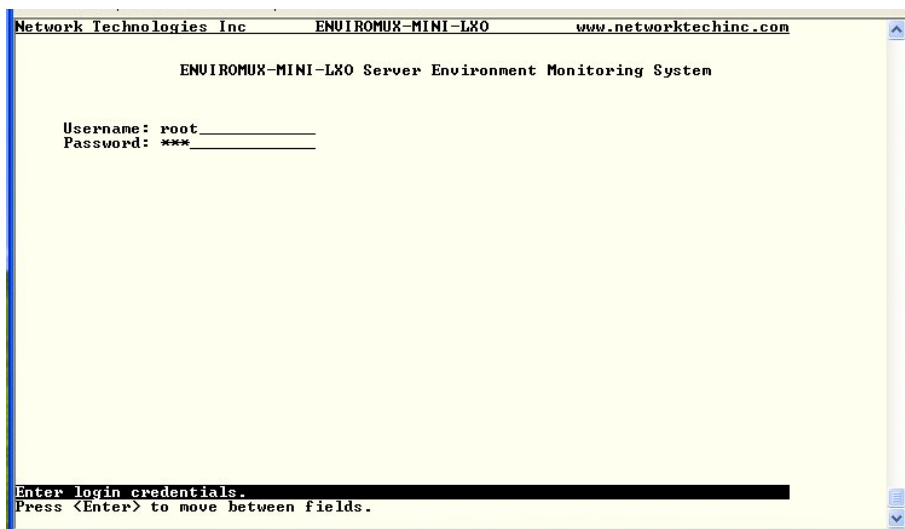 Network Technologies Inc ENVIROMUX-MINI-LXO www.networktechinc.com
ENVIROMUX-MINI-LXO Server Environment Monitoring System
Username: root
Password: ***
Enter login credentials.
Press <Enter> to move between fields.